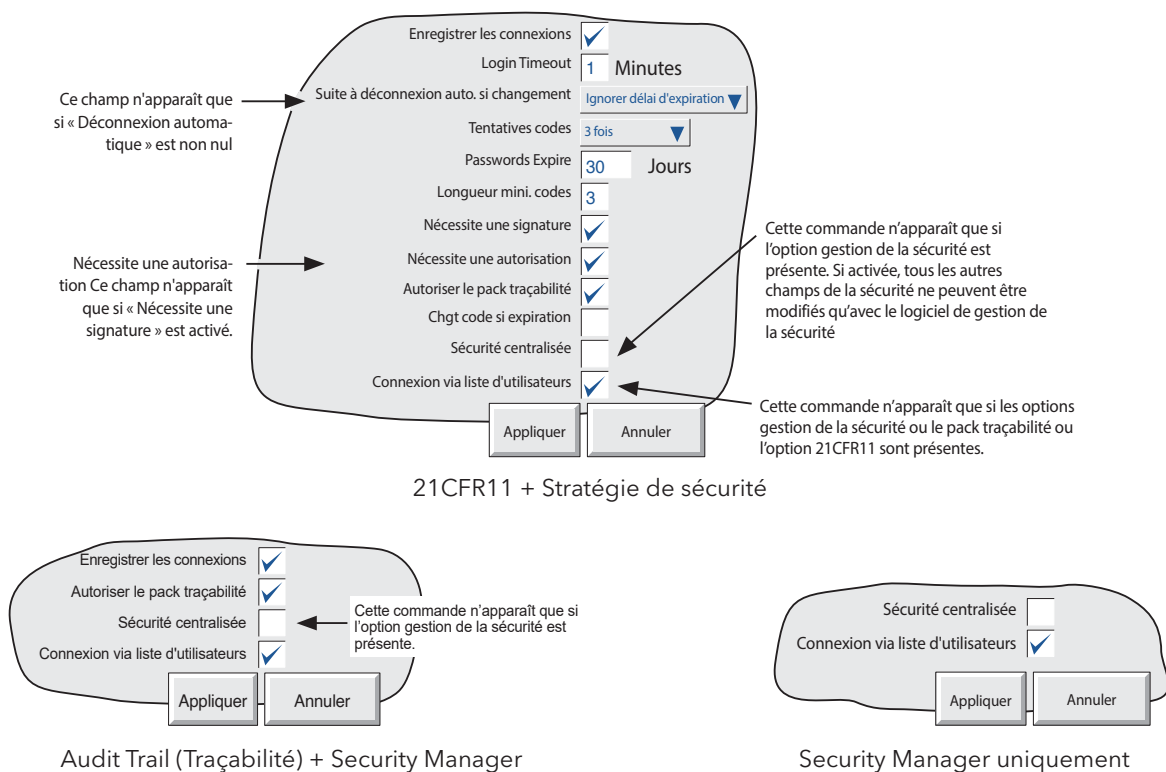 Enregistrer les connexions
Login Timeout 1 Minutes
Suite à déconnexion auto. si changement Ignorer délai d'expiration
Tentatives codes 3 fois
Passwords Expire 30 Jours
Longueur mini. codes 3
Nécessite une signature
Nécessite une autorisation
Autoriser le pack traçabilité
Chgt code si expiration
Sécurité centralisée
Connexion via liste d'utilisateurs
Appliquer Annuler
Ce champ n'apparaît que
si « Déconnexion automa-
tique » est non nul
Nécessite une autorisa-
tion Ce champ n'apparaît
que si « Nécessite une
signature » est activé.
Cette commande n'apparaît que si
l'option gestion de la sécurité est
présente. Si activée, tous les autres
champs de la sécurité ne peuvent être
modifiés qu'avec le logiciel de gestion de
la sécurité
Cette commande n'apparaît que si les options
gestion de la sécurité ou le pack traçabilité ou
l'option 21CFR11 sont présentes.
21CFR11 + Stratégie de sécurité
Enregistrer les connexions
Autoriser le pack traçabilité
Sécurité centralisée
Connexion via liste d'utilisateurs
Appliquer Annuler
Cette commande n'apparaît que si
l'option gestion de la sécurité est
présente.
Audit Trail (Traçabilité) + Security Manager
Sécurité centralisée
Connexion via liste d'utilisateurs
Appliquer Annuler
Security Manager uniquement